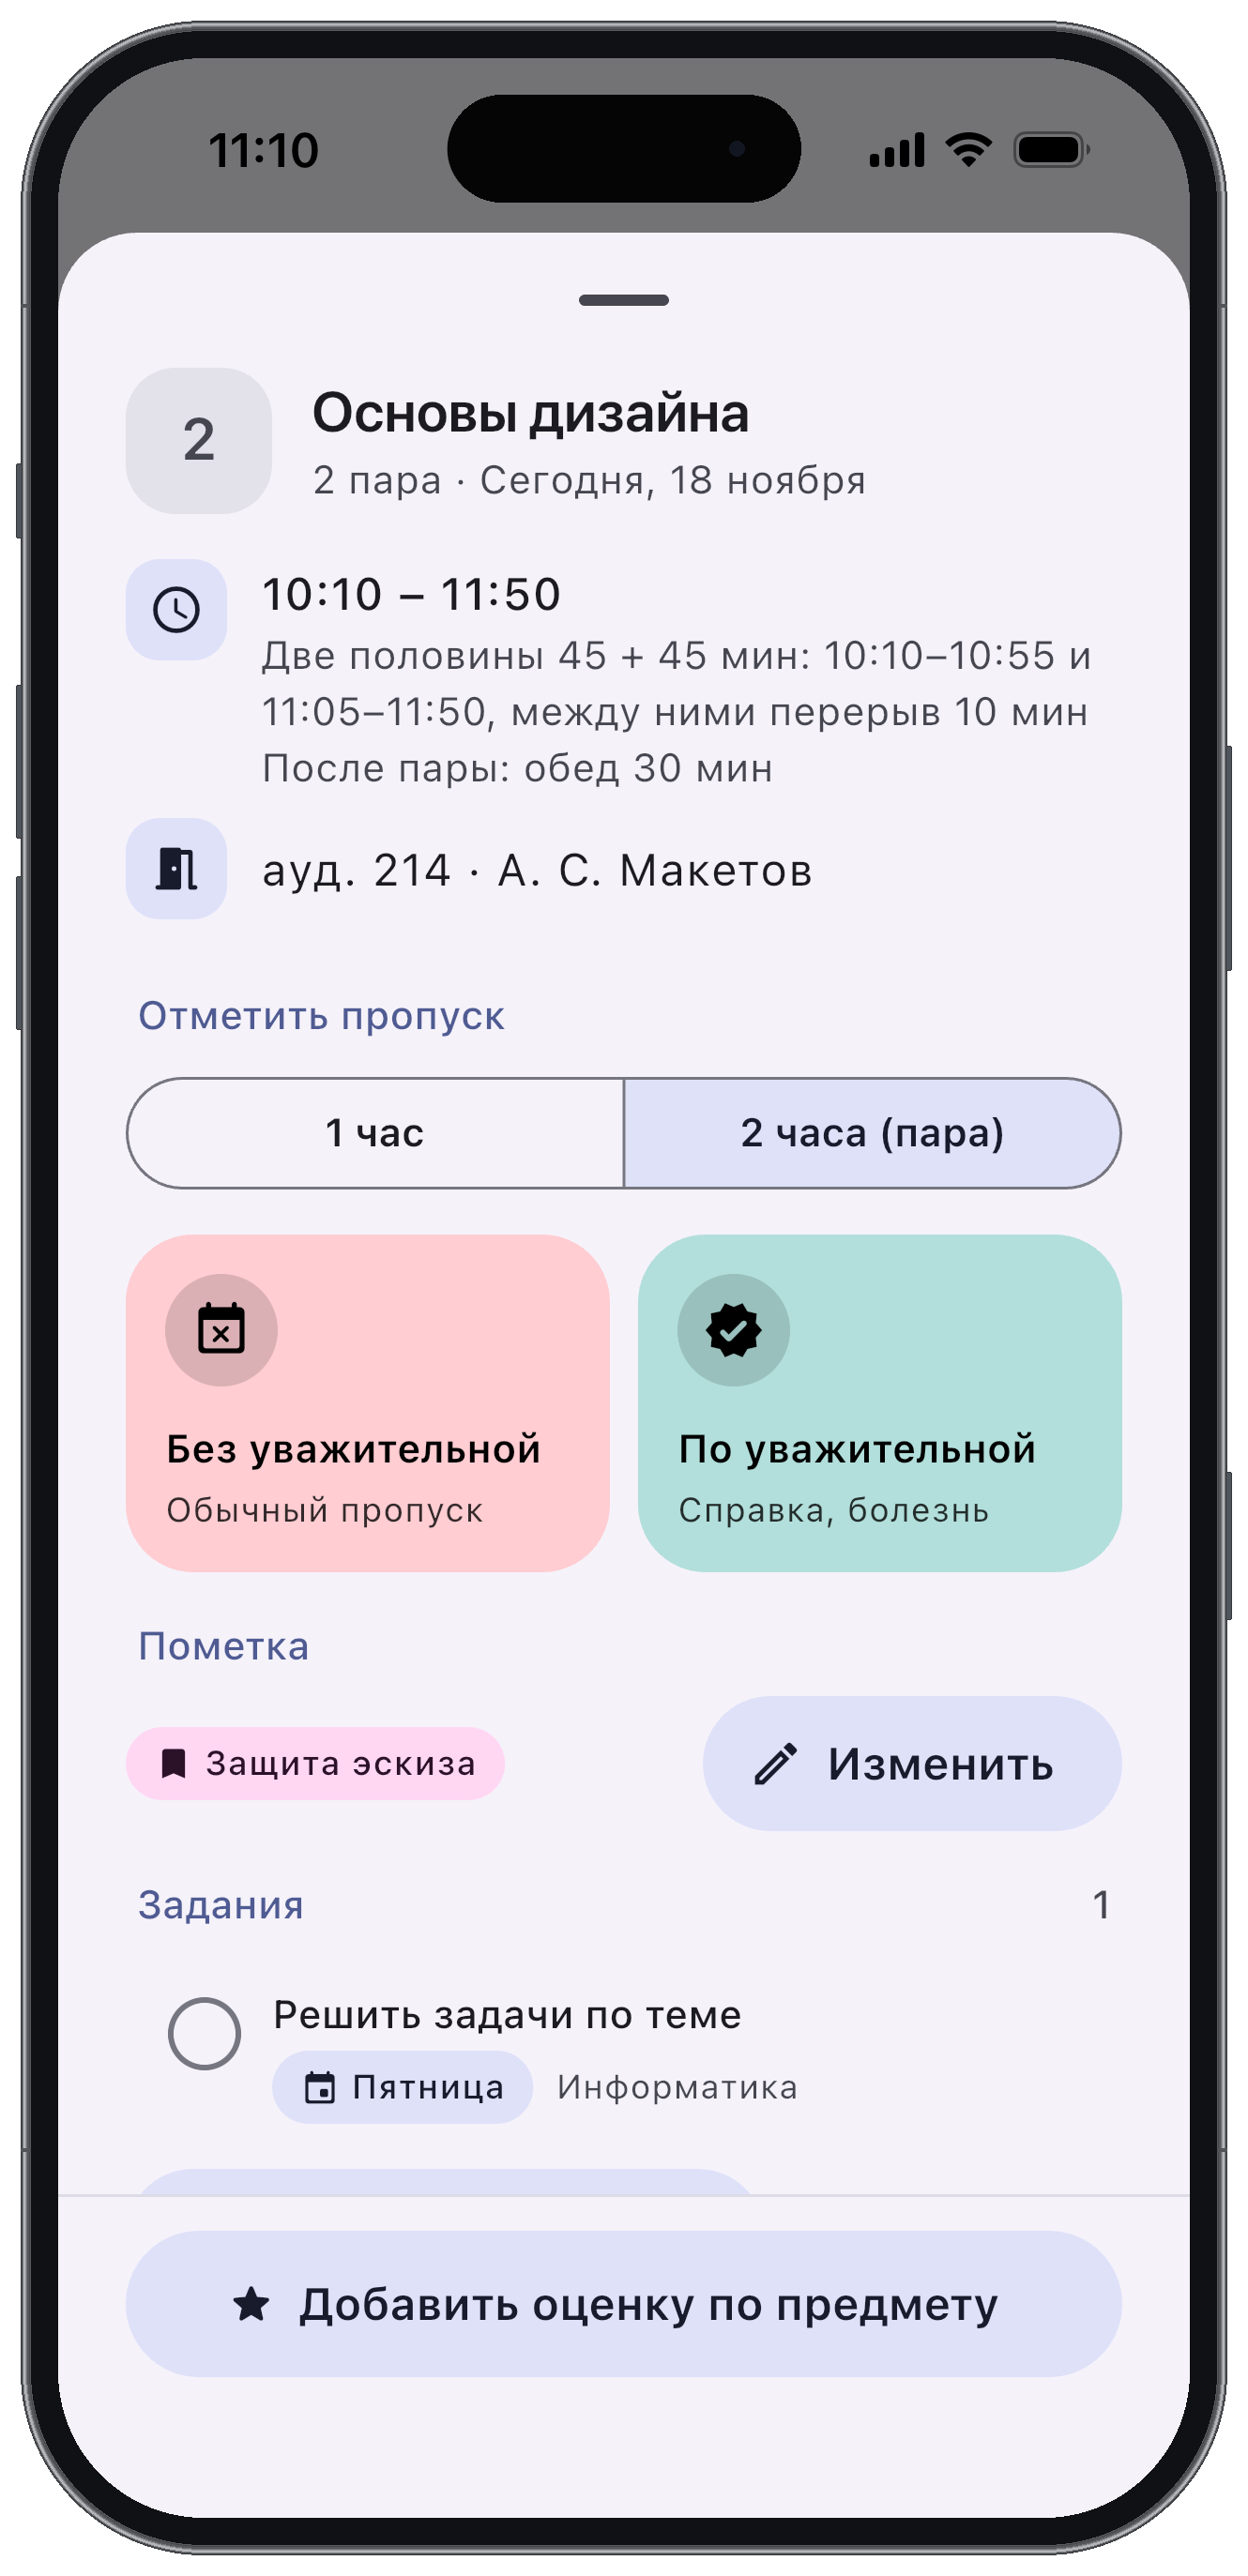 11:10
2
Основы дизайна
2 пара · Сегодня, 18 ноября
10:10 – 11:50
Две половины 45 + 45 мин: 10:10–10:55 и
11:05–11:50, между ними перерыв 10 мин
После пары: обед 30 мин
ауд. 214 · А. С. Макетов
Отметить пропуск
1 час
2 часа (пара)
Без уважительной
Обычный пропуск
По уважительной
Справка, болезнь
Пометка
Защита эскиза
Изменить
Задания
1
Решить задачи по теме
Пятница
Информатика
Добавить оценку по предмету